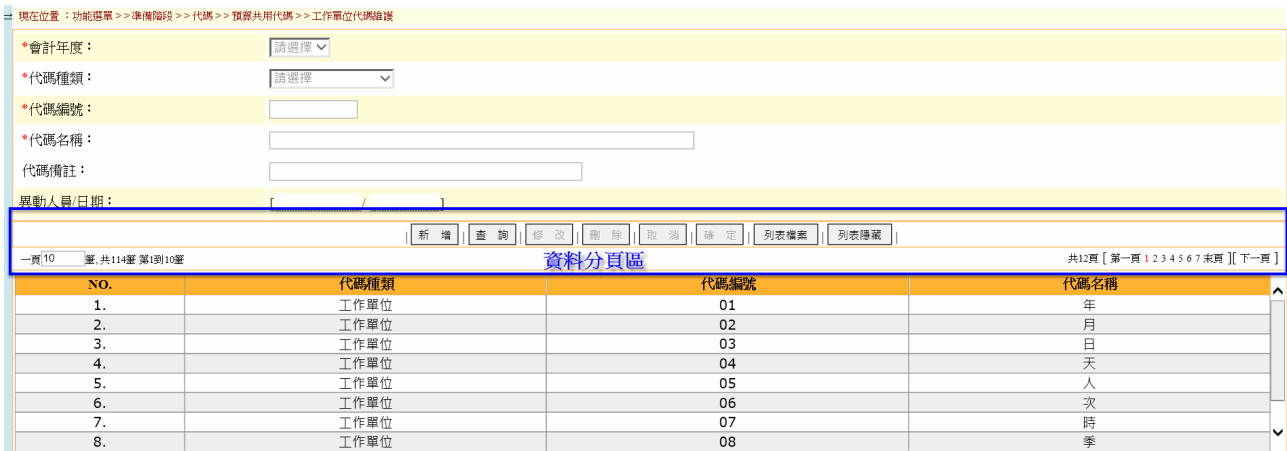 現在位置：功能選單>>準備階段>>代碼>>預算共用代碼>>工作單位代碼維護
*會計年度： 請選擇
*代碼種類： 請選擇
*代碼編號：
*代碼名稱：
代碼備註：
異動人員/日期： [ / ]
| 新 增 | 查 詢 | 修 改 | 刪 除 | 取 消 | 確 定 | 列表檔案 | 列表隱藏 |
一頁 10 筆, 共114筆 第1到10筆 資料分頁區 共12頁 [ 第一頁 1 2 3 4 5 6 7 末頁 ][ 下一頁 ]
NO. 代碼種類 代碼編號 代碼名稱
1. 工作單位 01 年
2. 工作單位 02 月
3. 工作單位 03 日
4. 工作單位 04 天
5. 工作單位 05 人
6. 工作單位 06 次
7. 工作單位 07 時
8. 工作單位 08 季